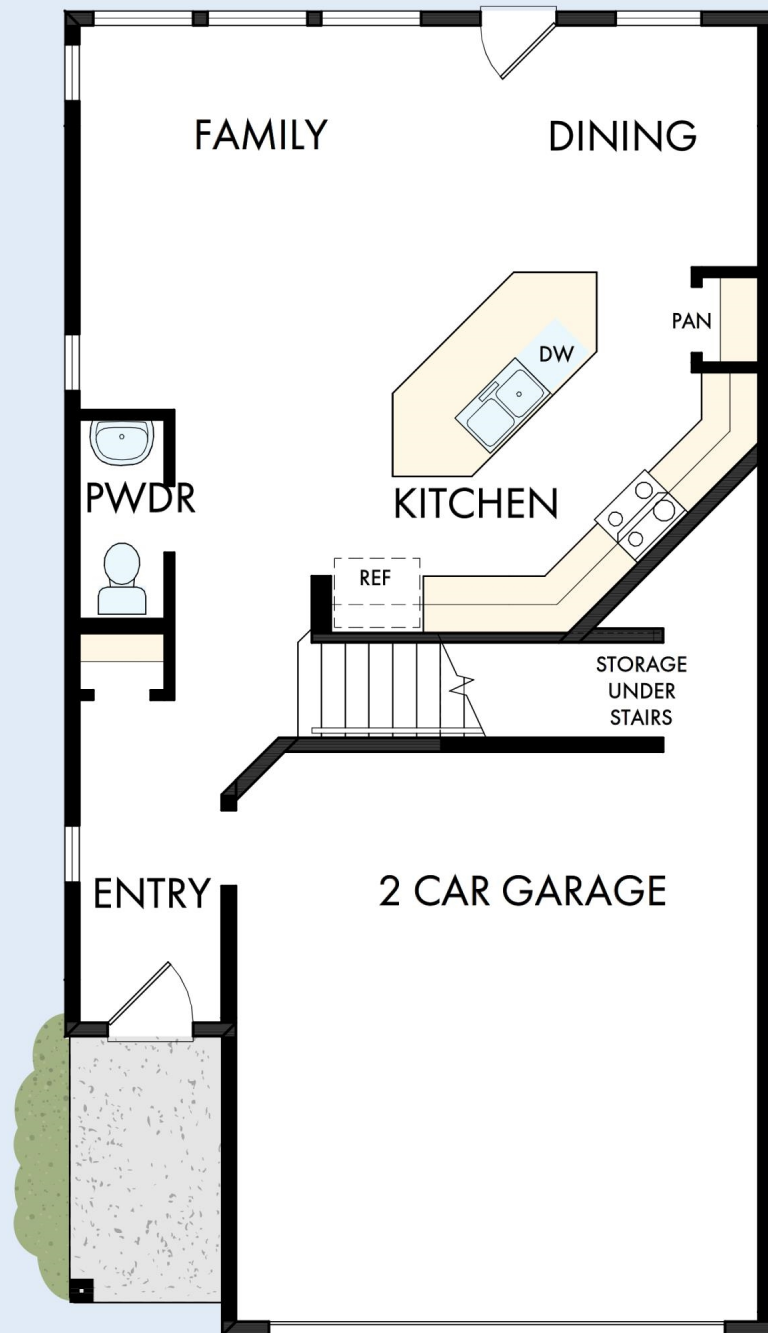 FAMILY
DINING
PAN
DW
PWDR
KITCHEN
REF
STORAGE
UNDER
STAIRS
ENTRY
2 CAR GARAGE